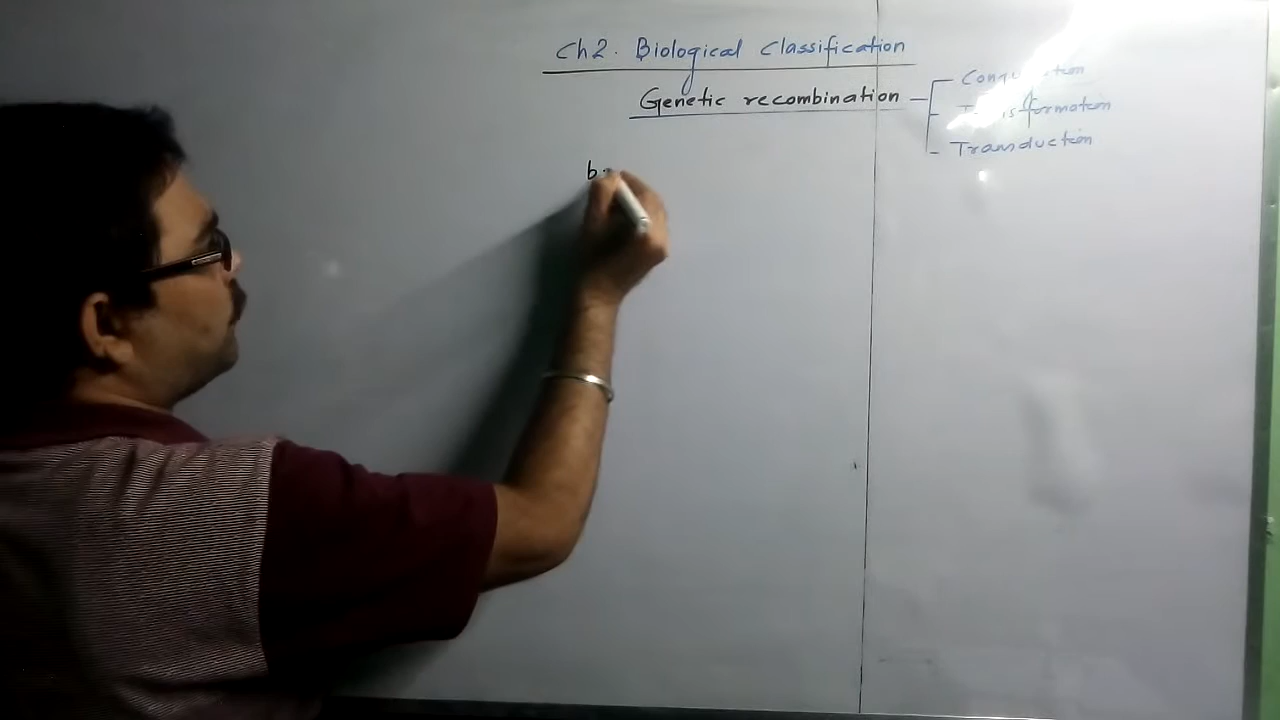 Ch2. Biological Classification
Genetic recombination
Transduction
b